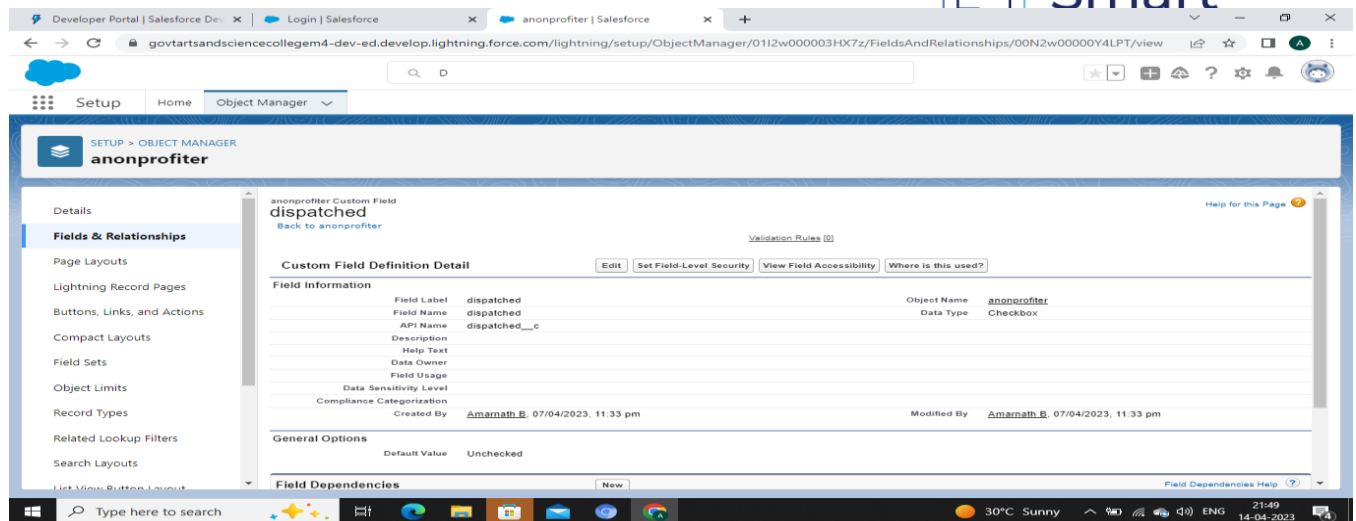 Smart
Developer Portal | Salesforce Dev
Login | Salesforce
anonprofiter | Salesforce
govtartsandsciencecollegem4-dev-ed.develop.lightning.force.com/lightning/setup/ObjectManager/01I2w000003HX7z/FieldsAndRelationships/00N2w00000Y4LPT/view
A
D
Setup Home Object Manager
SETUP > OBJECT MANAGER
anonprofiter
Details
Fields & Relationships
Page Layouts
Lightning Record Pages
Buttons, Links, and Actions
Compact Layouts
Field Sets
Object Limits
Record Types
Related Lookup Filters
Search Layouts
List View Button Layout
anonprofiter Custom Field
dispatched
Back to anonprofiter
Help for this Page
Validation Rules [0]
Custom Field Definition Detail Edit Set Field-Level Security View Field Accessibility Where is this used?
Field Information
Field Label dispatched Object Name anonprofiter
Field Name dispatched Data Type Checkbox
API Name dispatched__c
Description
Help Text
Data Owner
Field Usage
Data Sensitivity Level
Compliance Categorization
Created By Amarnath B, 07/04/2023, 11:33 pm Modified By Amarnath B, 07/04/2023, 11:33 pm
General Options
Default Value Unchecked
Field Dependencies New Field Dependencies Help ?
Type here to search
30°C Sunny
ENG
21:49
14-04-2023
4